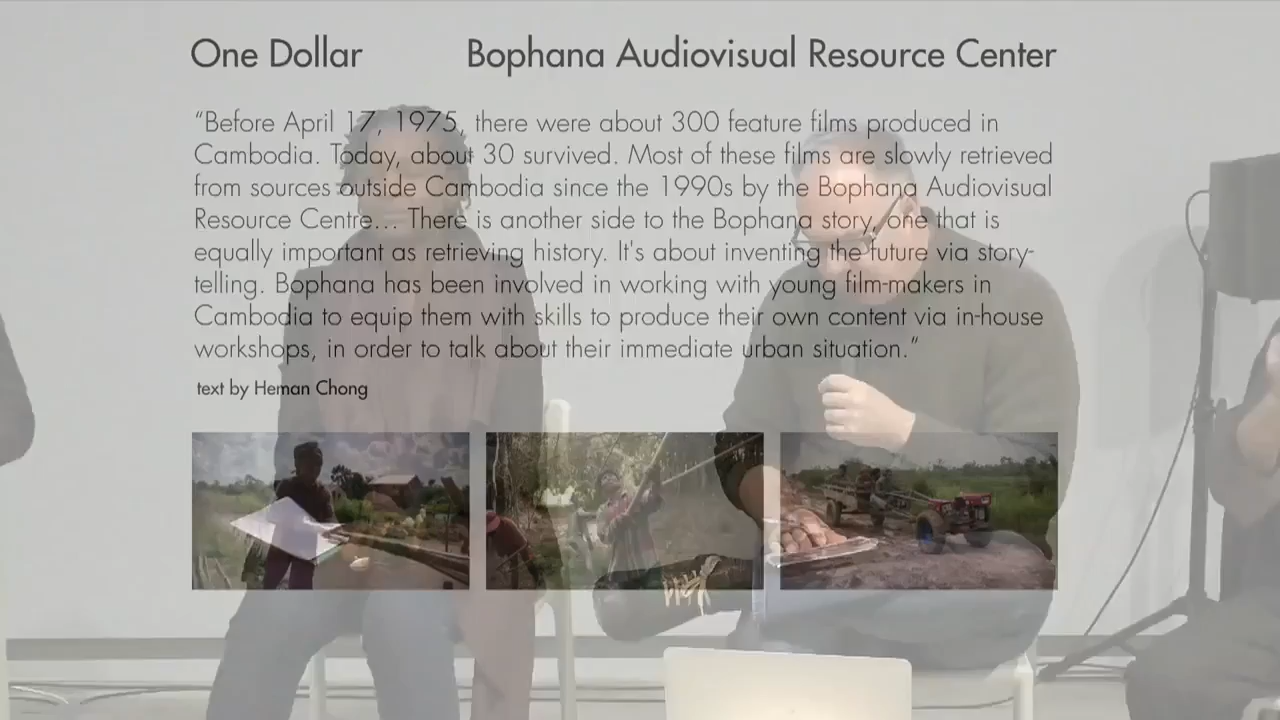 One Dollar Bophana Audiovisual Resource Center
“Before April 17, 1975, there were about 300 feature films produced in
Cambodia. Today, about 30 survived. Most of these films are slowly retrieved
from sources outside Cambodia since the 1990s by the Bophana Audiovisual
Resource Centre... There is another side to the Bophana story, one that is
equally important as retrieving history. It's about inventing the future via story-
telling. Bophana has been involved in working with young film-makers in
Cambodia to equip them with skills to produce their own content via in-house
workshops, in order to talk about their immediate urban situation.”
text by Heman Chong